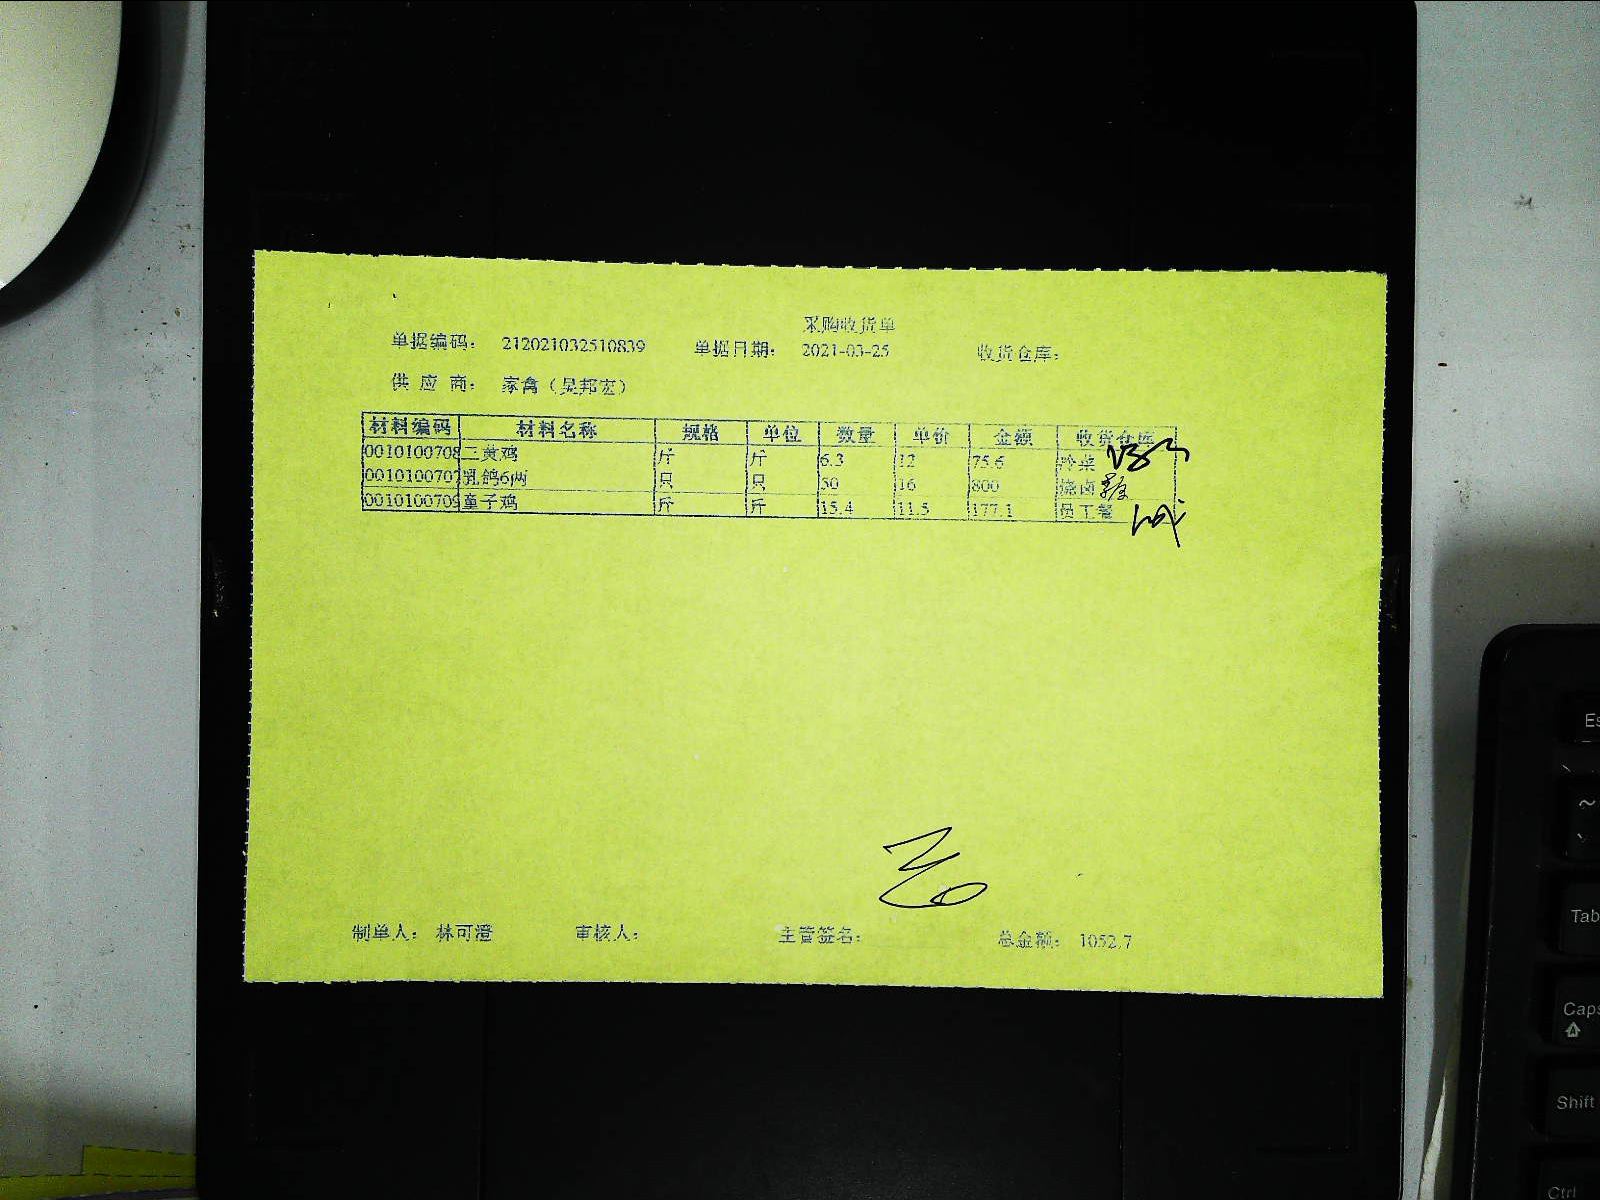 采购收货单
单据编码： 212021032510839 单据日期： 2021-03-25 收货仓库：
供 应 商： 家禽（吴邦宏）
材料编码 材料名称 规格 单位 数量 单价 金额 收货仓库
0010100708 三黄鸡 斤 斤 6.3 12 75.6 冷菜
0010100707 乳鸽6两 只 只 50 16 800 烧卤
0010100709 童子鸡 斤 斤 15.4 11.5 177.1 员工餐
制单人： 林可澄 审核人： 主管签名： 总金额： 1052.7
Es
~
Tab
Caps
Shift
Ctrl